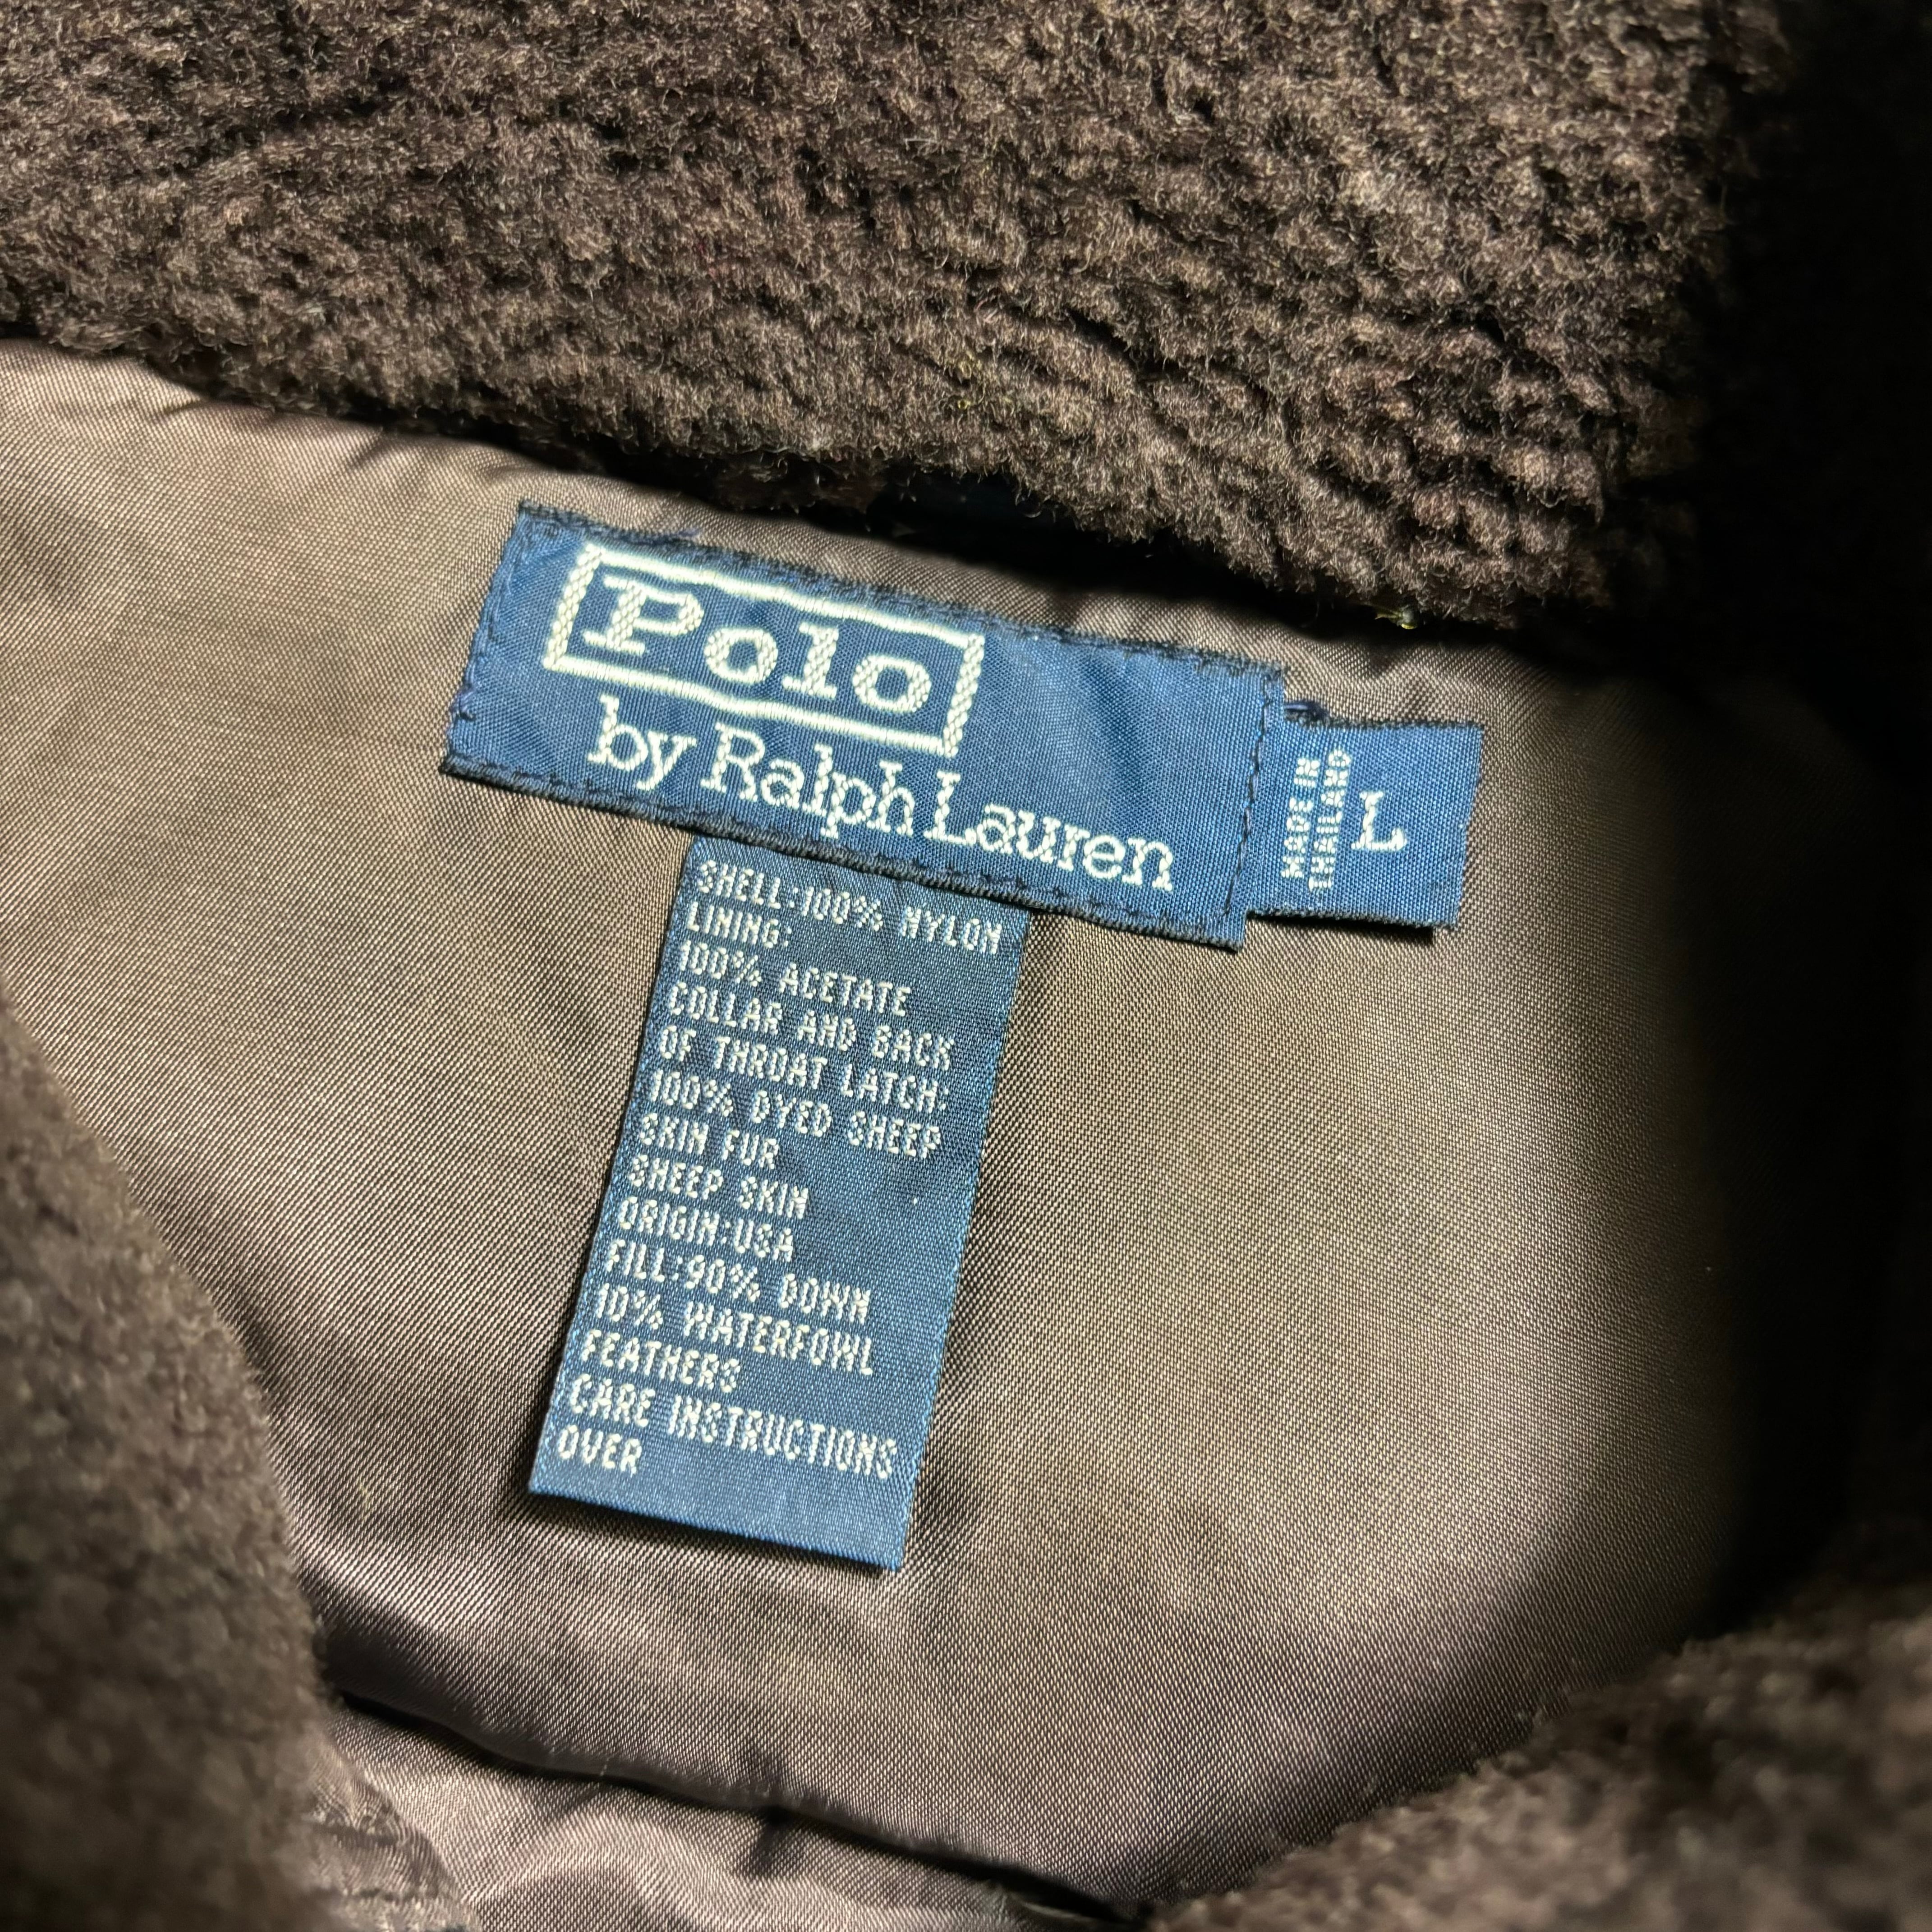 Polo
by Ralph Lauren
MADE IN
THAILAND
L
SHELL:100% NYLON
LINING:
100% ACETATE
COLLAR AND BACK
OF THROAT LATCH:
100% DYED SHEEP
SKIN FUR
SHEEP SKIN
ORIGIN:USA
FILL:90% DOWN
10% WATERFOWL
FEATHERS
CARE INSTRUCTIONS
OVER